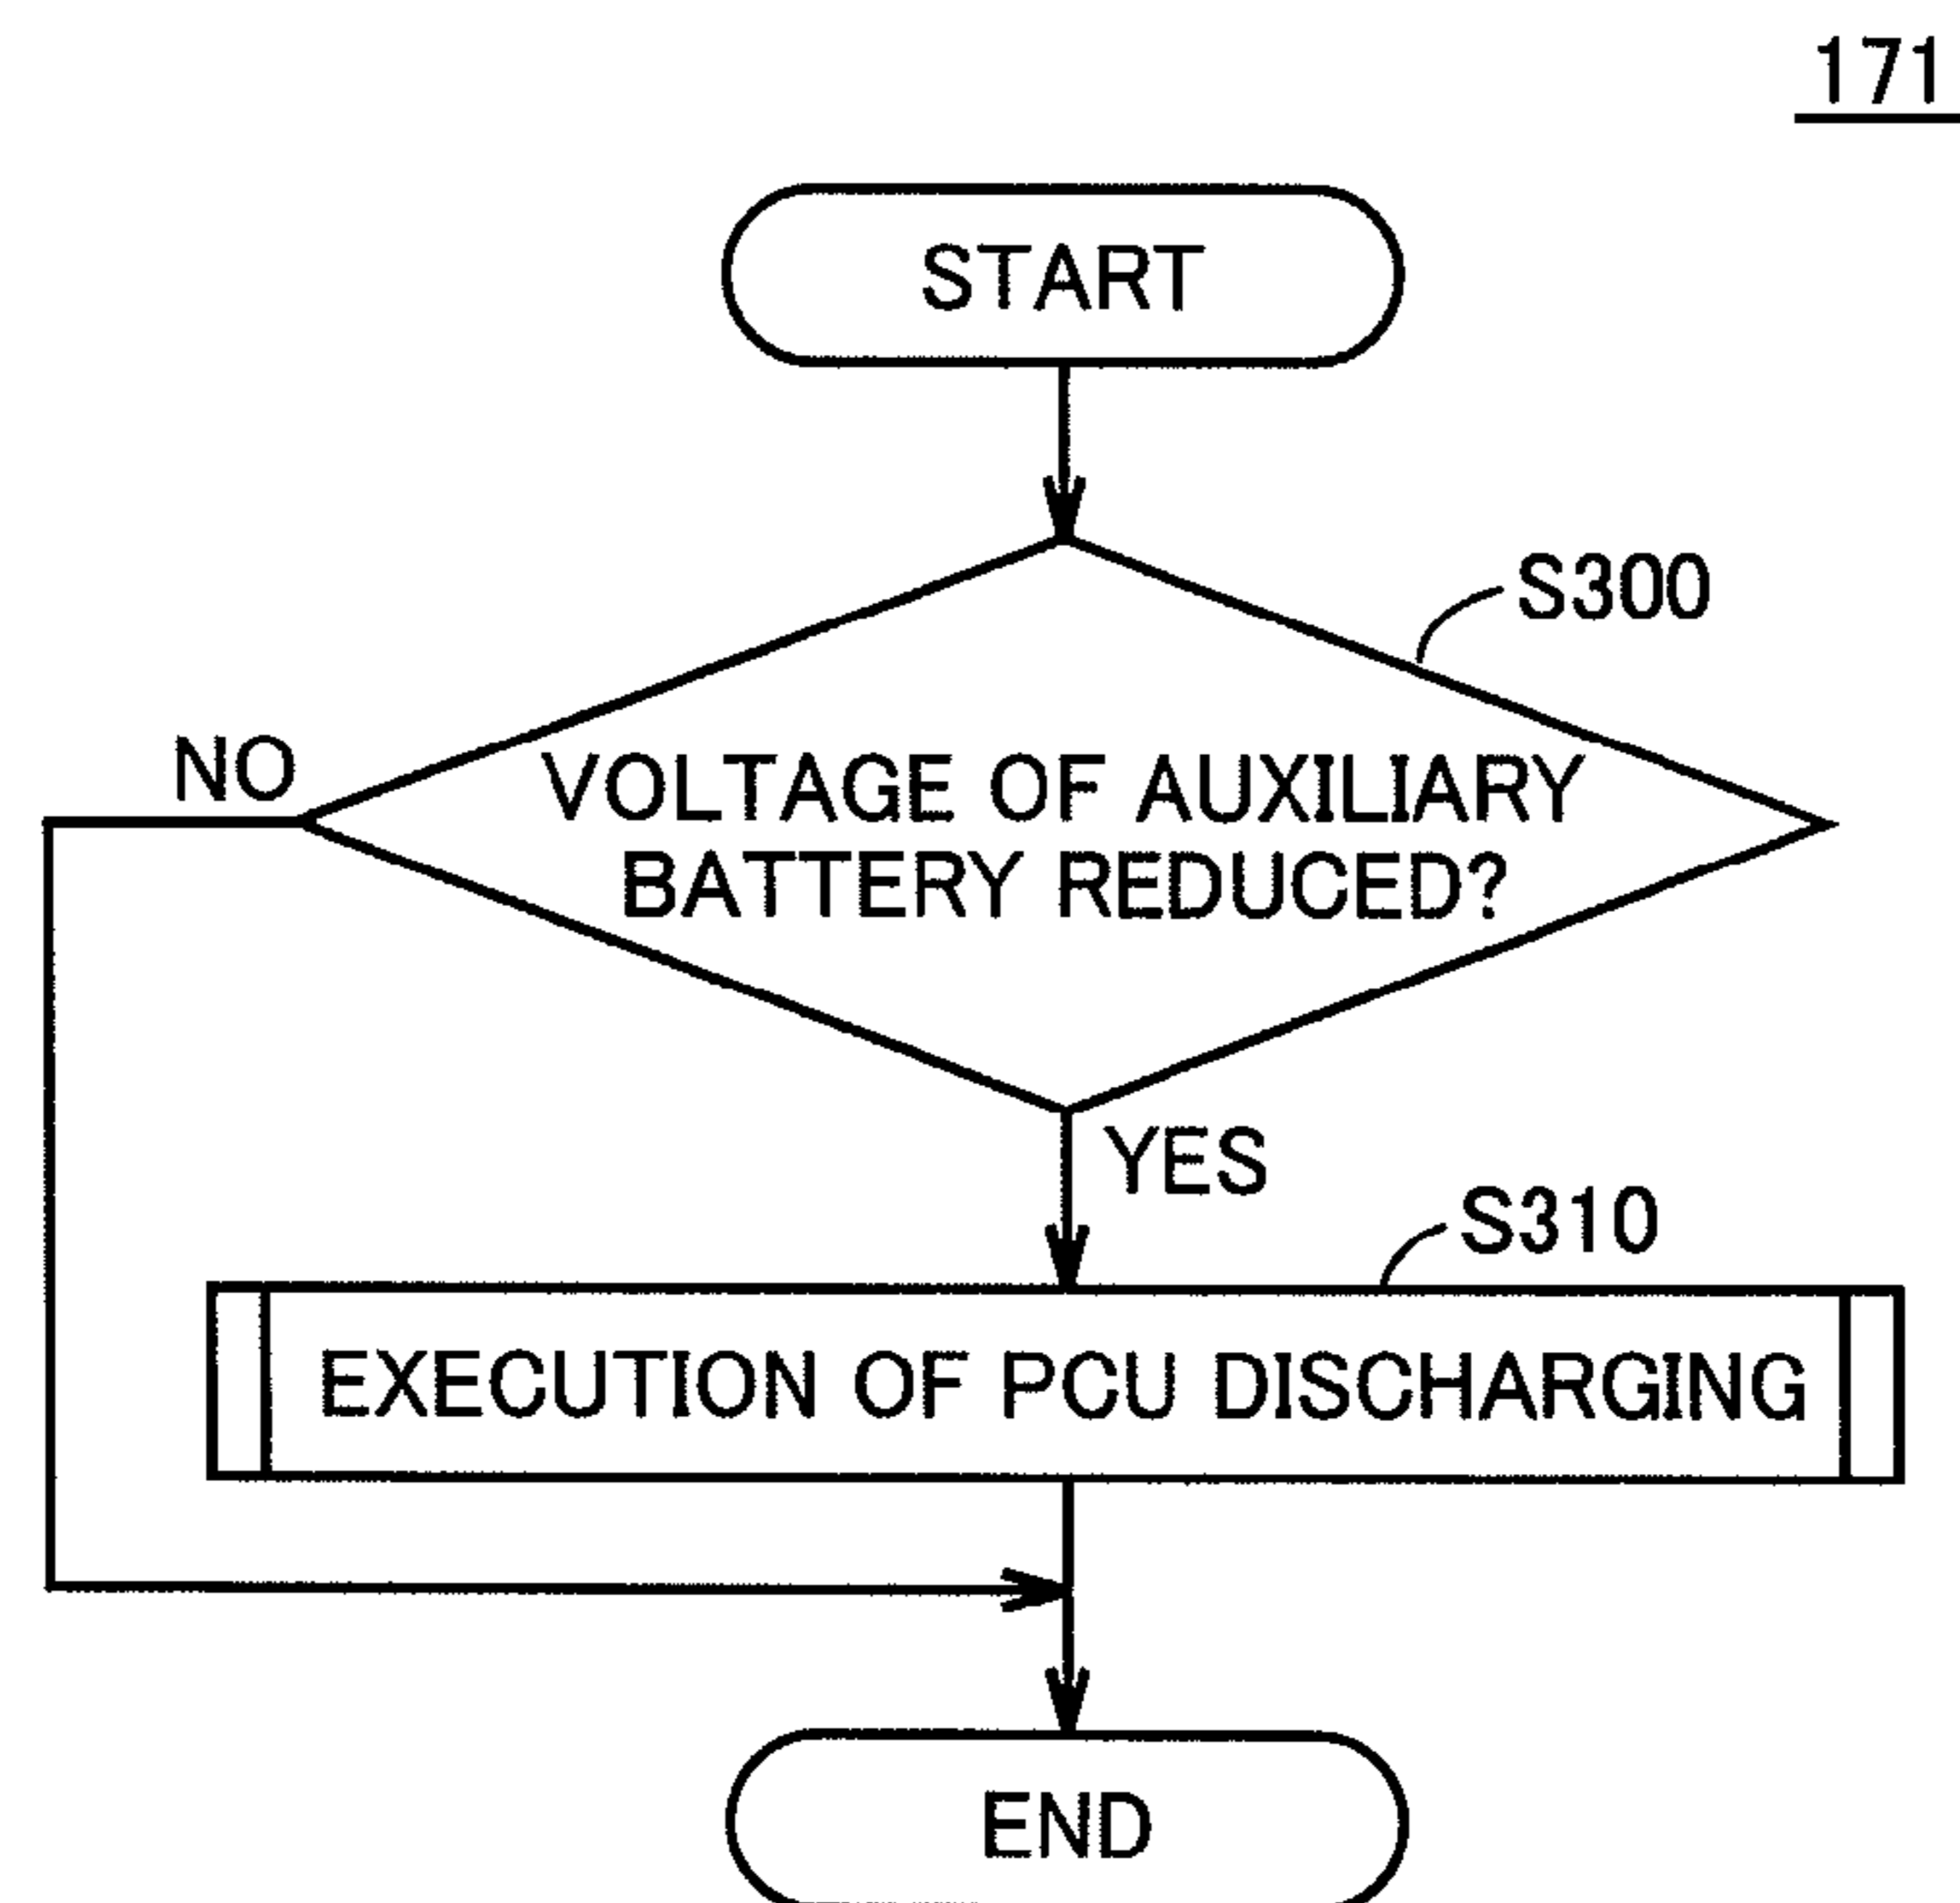 171
START
S300
NO
VOLTAGE OF AUXILIARY
BATTERY REDUCED?
YES
S310
EXECUTION OF PCU DISCHARGING
END